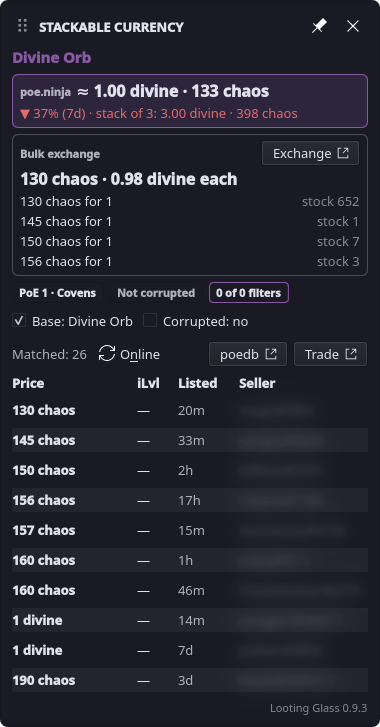 STACKABLE CURRENCY
Divine Orb
poe.ninja ≈ 1.00 divine · 133 chaos
▼ 37% (7d) · stack of 3: 3.00 divine · 398 chaos
Bulk exchange Exchange
130 chaos · 0.98 divine each
130 chaos for 1 stock 652
145 chaos for 1 stock 1
150 chaos for 1 stock 7
156 chaos for 1 stock 3
PoE 1 · Covens Not corrupted 0 of 0 filters
Base: Divine Orb Corrupted: no
Matched: 26 Online poedb Trade
Price iLvl Listed Seller
130 chaos — 20m
145 chaos — 33m
150 chaos — 2h
156 chaos — 17h
157 chaos — 15m
160 chaos — 1h
160 chaos — 46m
1 divine — 14m
1 divine — 7d
190 chaos — 3d
Looting Glass 0.9.3